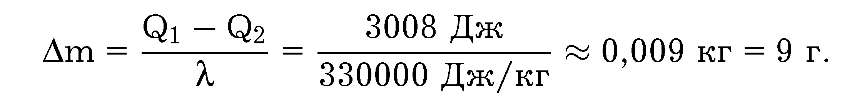 Δm = (Q₁ − Q₂)/λ = 3008 Дж/330000 Дж/кг ≈ 0,009 кг = 9 г.